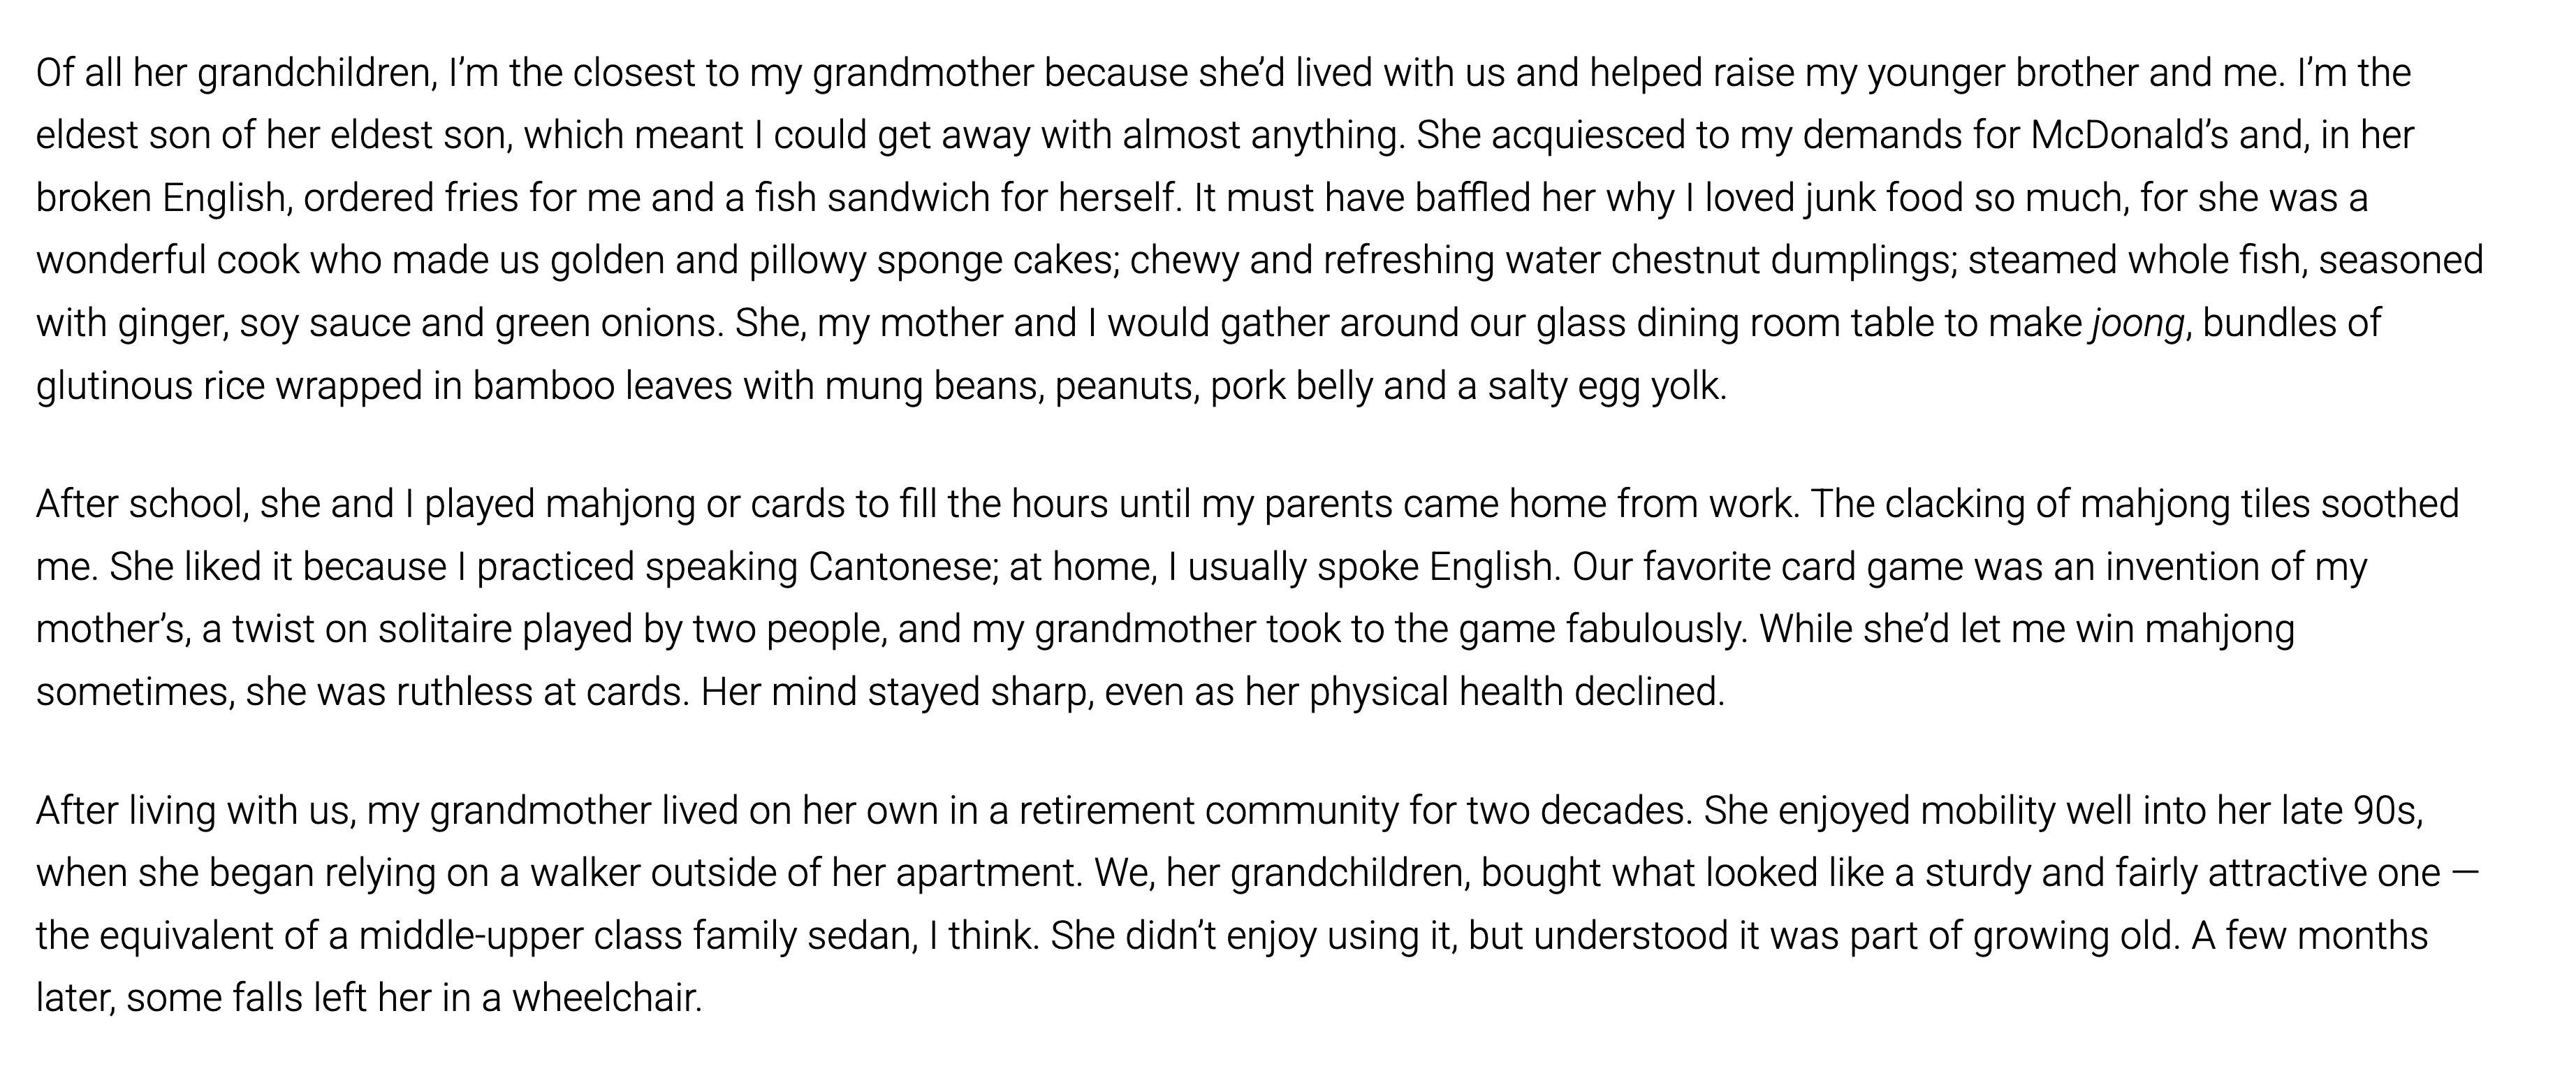 Of all her grandchildren, I’m the closest to my grandmother because she’d lived with us and helped raise my younger brother and me. I’m the
eldest son of her eldest son, which meant I could get away with almost anything. She acquiesced to my demands for McDonald’s and, in her
broken English, ordered fries for me and a fish sandwich for herself. It must have baffled her why I loved junk food so much, for she was a
wonderful cook who made us golden and pillowy sponge cakes; chewy and refreshing water chestnut dumplings; steamed whole fish, seasoned
with ginger, soy sauce and green onions. She, my mother and I would gather around our glass dining room table to make joong, bundles of
glutinous rice wrapped in bamboo leaves with mung beans, peanuts, pork belly and a salty egg yolk.
After school, she and I played mahjong or cards to fill the hours until my parents came home from work. The clacking of mahjong tiles soothed
me. She liked it because I practiced speaking Cantonese; at home, I usually spoke English. Our favorite card game was an invention of my
mother’s, a twist on solitaire played by two people, and my grandmother took to the game fabulously. While she’d let me win mahjong
sometimes, she was ruthless at cards. Her mind stayed sharp, even as her physical health declined.
After living with us, my grandmother lived on her own in a retirement community for two decades. She enjoyed mobility well into her late 90s,
when she began relying on a walker outside of her apartment. We, her grandchildren, bought what looked like a sturdy and fairly attractive one —
the equivalent of a middle-upper class family sedan, I think. She didn’t enjoy using it, but understood it was part of growing old. A few months
later, some falls left her in a wheelchair.